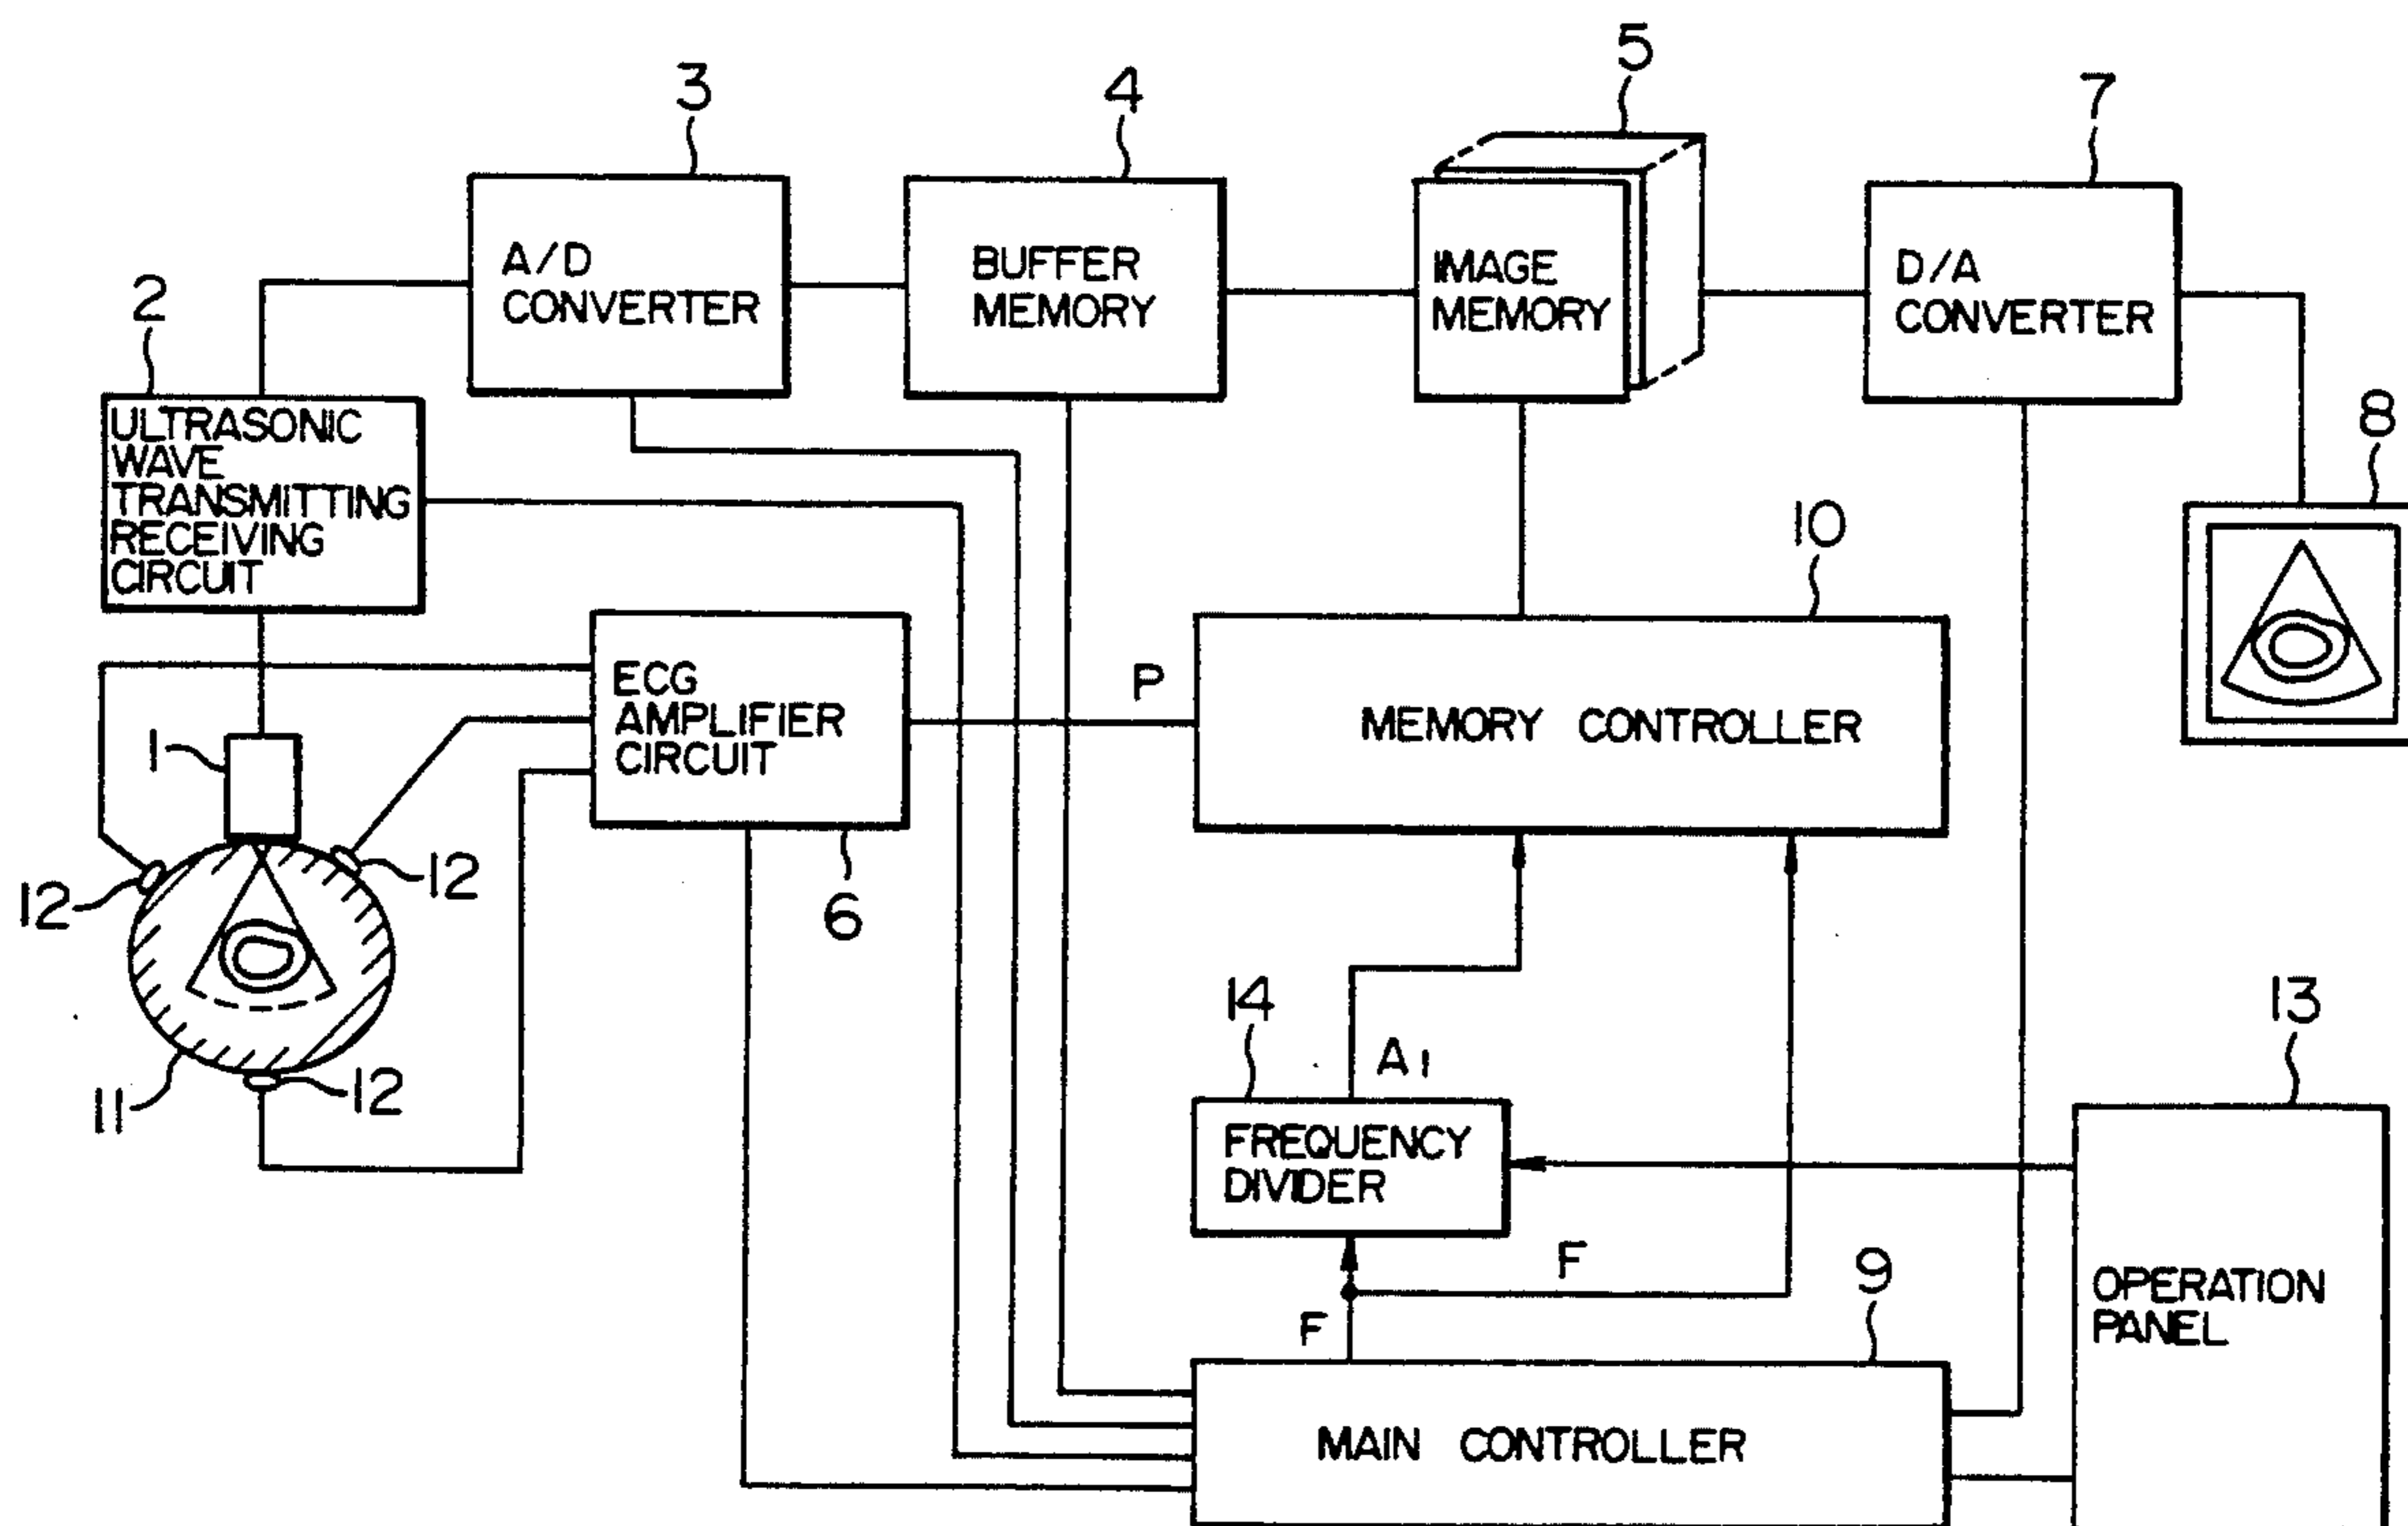 5
3
4
7
A/D
CONVERTER
BUFFER
MEMORY
IMAGE
MEMORY
D/A
CONVERTER
2
8
ULTRASONIC
WAVE
TRANSMITTING
RECEIVING
CIRCUIT
10
ECG
AMPLIFIER
CIRCUIT
P
MEMORY CONTROLLER
1
12
12
6
14
13
A1
11
12
FREQUENCY
DIVIDER
F
9
F
OPERATION
PANEL
MAIN CONTROLLER